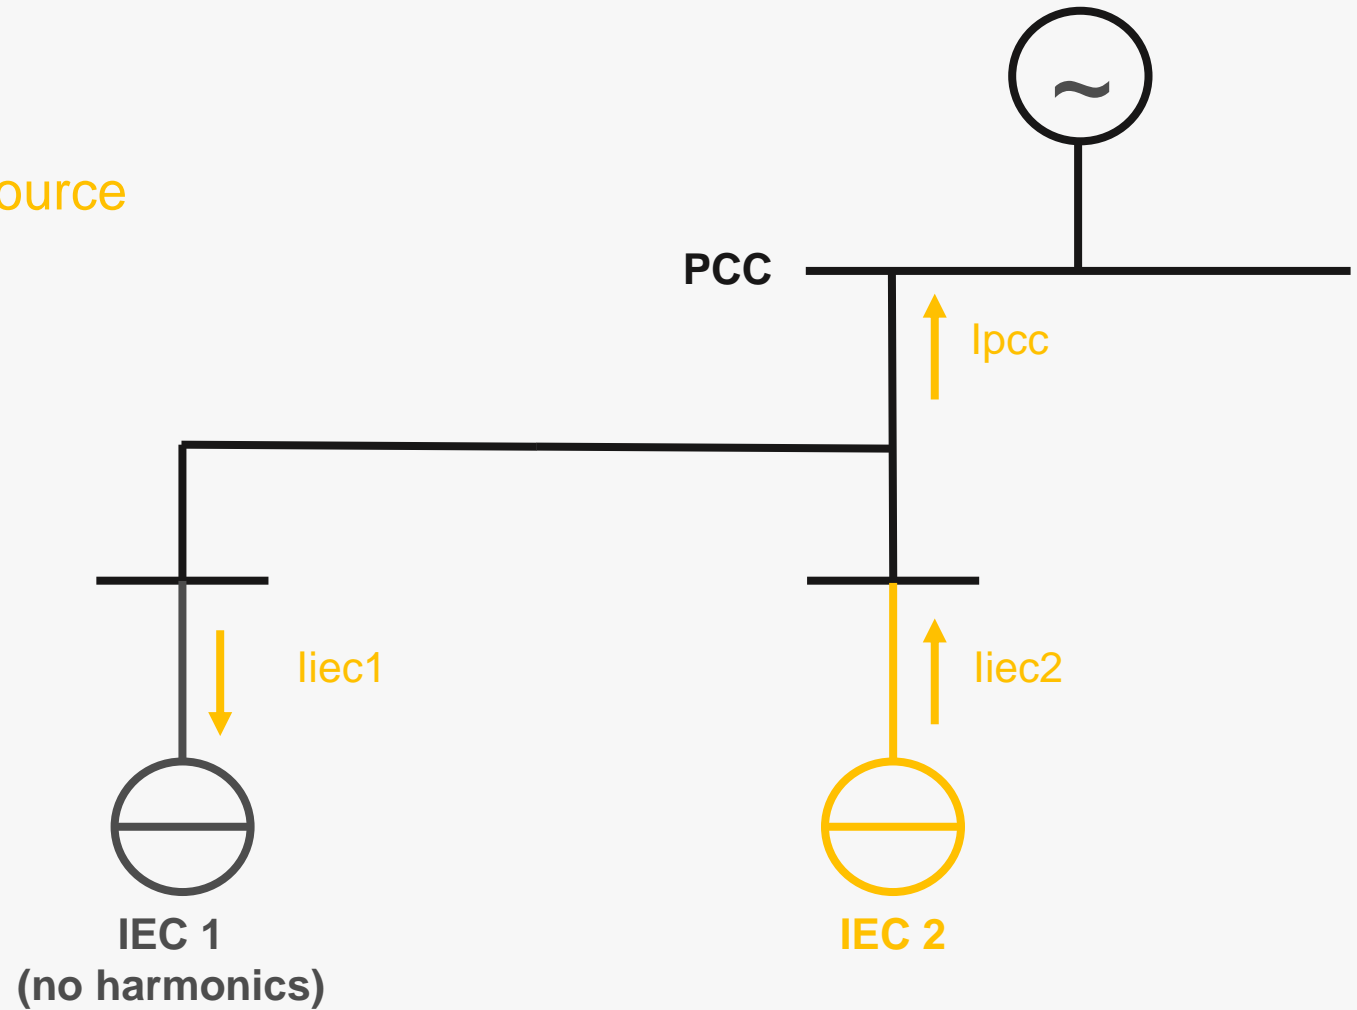 ~
ource
PCC
Ipcc
Iiec1
Iiec2
IEC 1
(no harmonics)
IEC 2